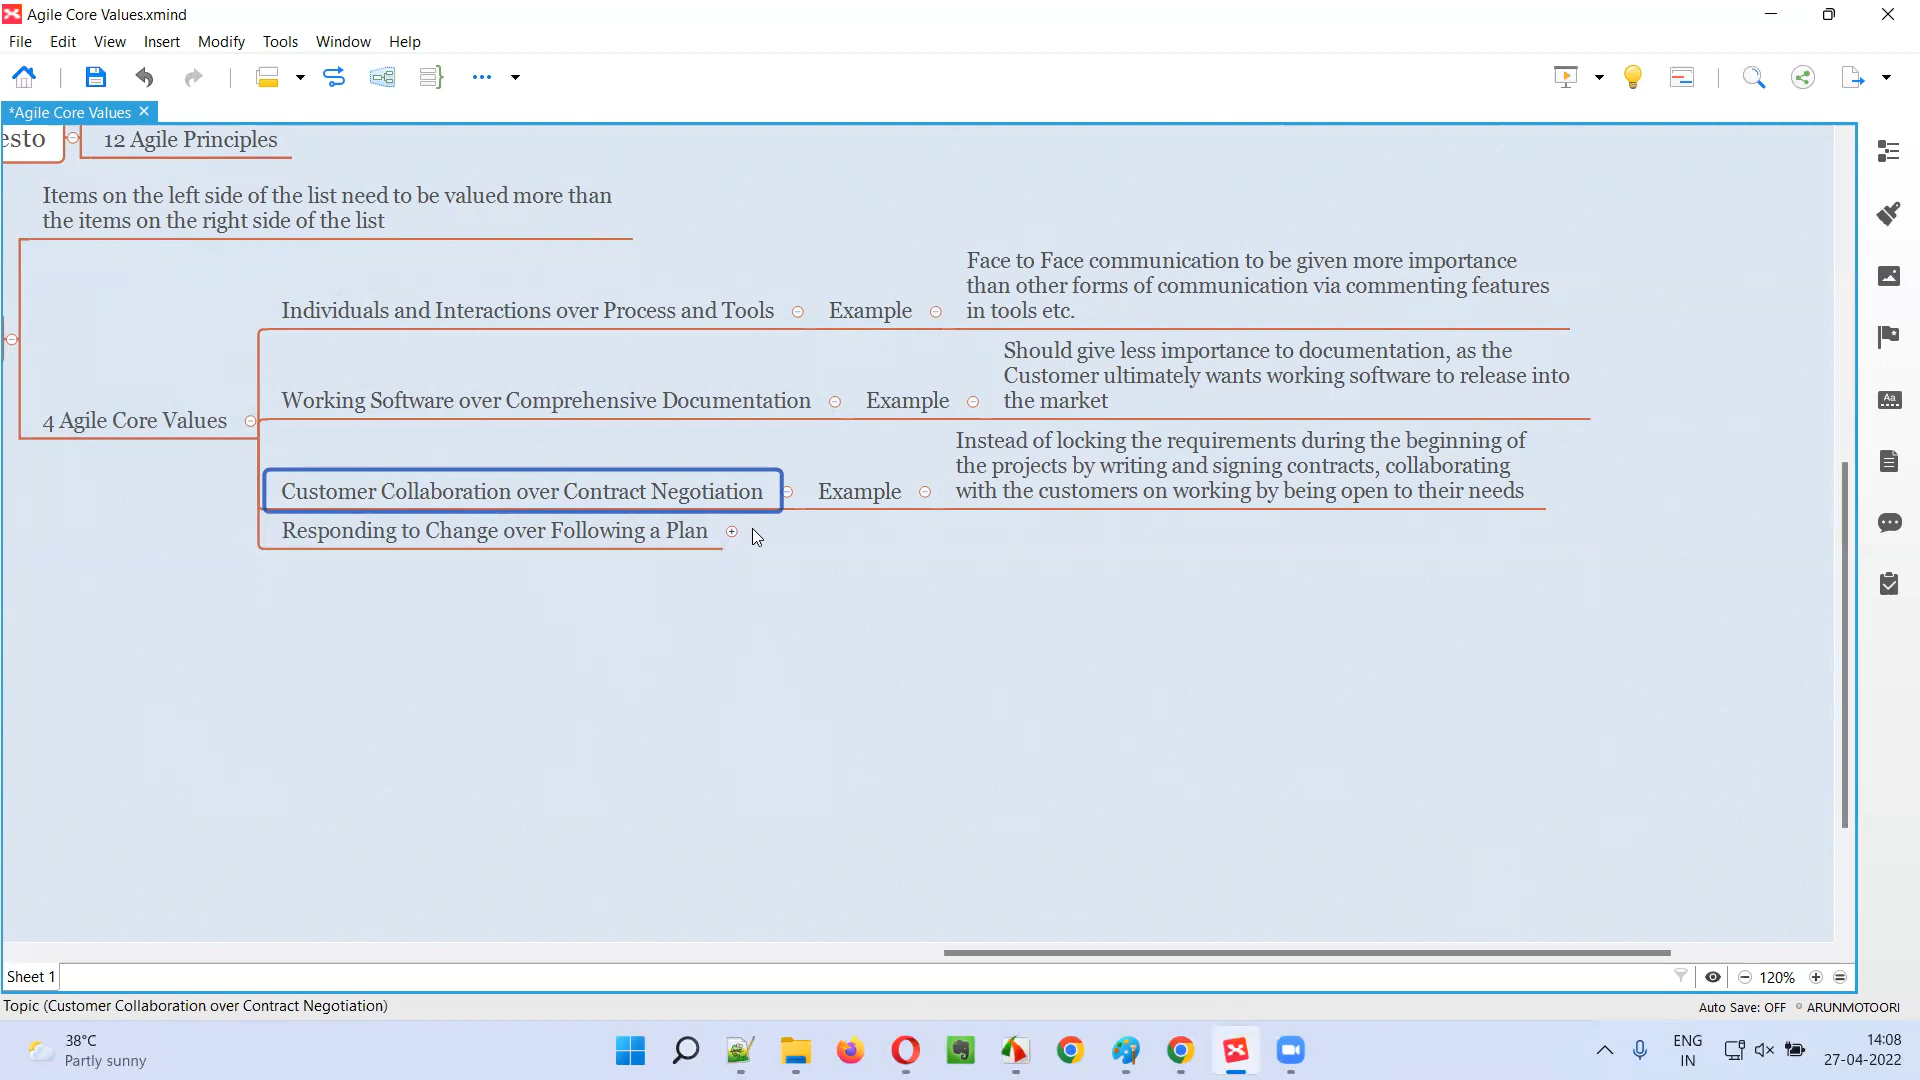 Agile Core Values.xmind
File Edit View Insert Modify Tools Window Help
*Agile Core Values
esto
12 Agile Principles
Items on the left side of the list need to be valued more than
the items on the right side of the list
4 Agile Core Values
Individuals and Interactions over Process and Tools
Example
Face to Face communication to be given more importance
than other forms of communication via commenting features
in tools etc.
Working Software over Comprehensive Documentation
Example
Should give less importance to documentation, as the
Customer ultimately wants working software to release into
the market
Customer Collaboration over Contract Negotiation
Example
Instead of locking the requirements during the beginning of
the projects by writing and signing contracts, collaborating
with the customers on working by being open to their needs
Responding to Change over Following a Plan
Aa
Sheet 1
120%
Topic (Customer Collaboration over Contract Negotiation)
Auto Save: OFF
ARUNMOTOORI
38°C
Partly sunny
ENG
IN
14:08
27-04-2022